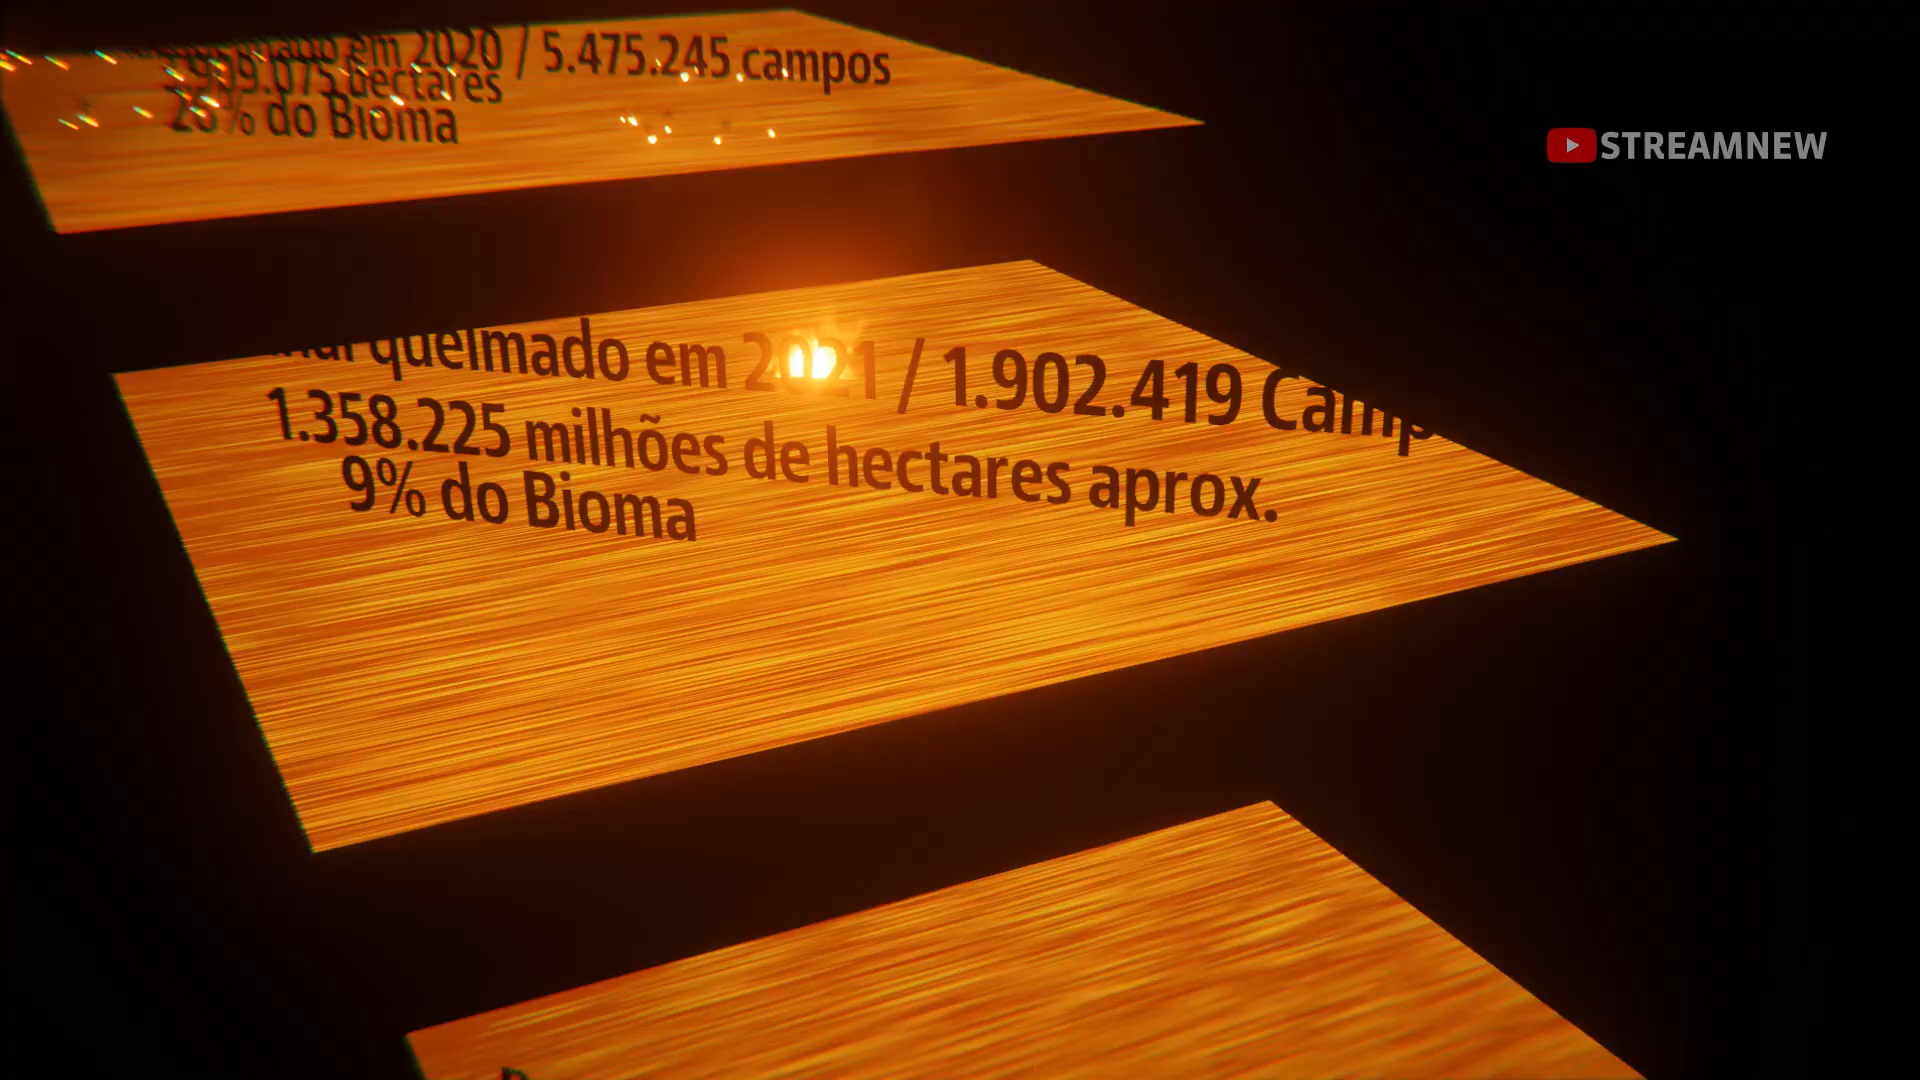 em 2020 / 5.475.245 campos
hectares
do Bioma
STREAMNEW
queimado em 2021 / 1.902.419
1.358.225 milhões de hectares aprox.
9% do Bioma